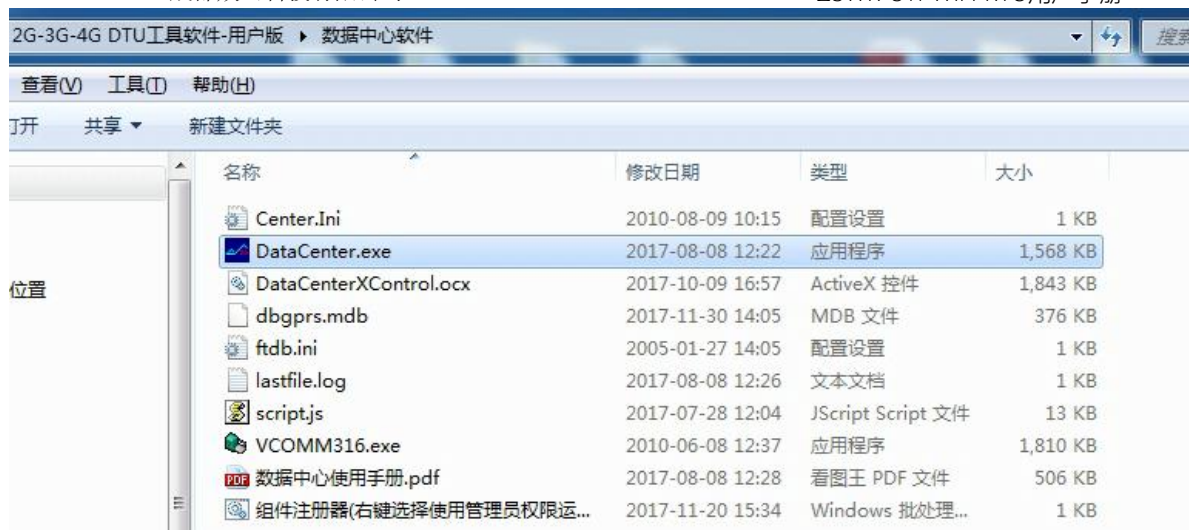 2G-3G-4G DTU工具软件-用户版 ▸ 数据中心软件
查看(V) 工具(T) 帮助(H)
打开 共享 ▼ 新建文件夹
名称 修改日期 类型 大小
Center.Ini 2010-08-09 10:15 配置设置 1 KB
DataCenter.exe 2017-08-08 12:22 应用程序 1,568 KB
位置 DataCenterXControl.ocx 2017-10-09 16:57 ActiveX 控件 1,843 KB
dbgprs.mdb 2017-11-30 14:05 MDB 文件 376 KB
ftdb.ini 2005-01-27 14:05 配置设置 1 KB
lastfile.log 2017-08-08 12:26 文本文档 1 KB
script.js 2017-07-28 12:04 JScript Script 文件 13 KB
VCOMM316.exe 2010-06-08 12:37 应用程序 1,810 KB
PDF 数据中心使用手册.pdf 2017-08-08 12:28 看图王 PDF 文件 506 KB
组件注册器(右键选择使用管理员权限运... 2017-11-20 15:34 Windows 批处理... 1 KB